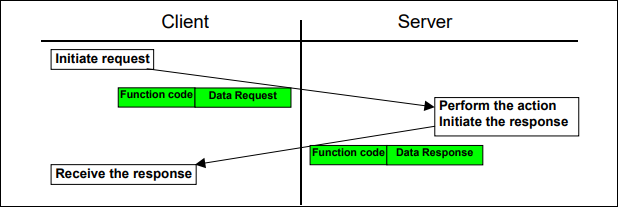 Client
Server
Initiate request
Function code
Data Request
Perform the action
Initiate the response
Function code
Data Response
Receive the response